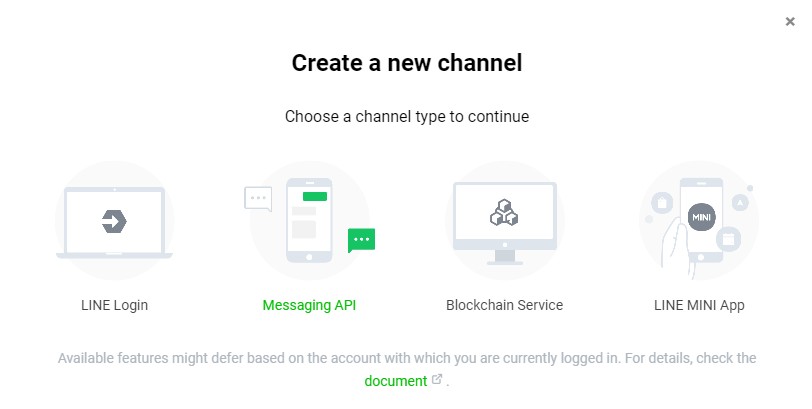 ×
Create a new channel
Choose a channel type to continue
MINI
LINE Login
Messaging API
Blockchain Service
LINE MINI App
Available features might defer based on the account with which you are currently logged in. For details, check the
document .